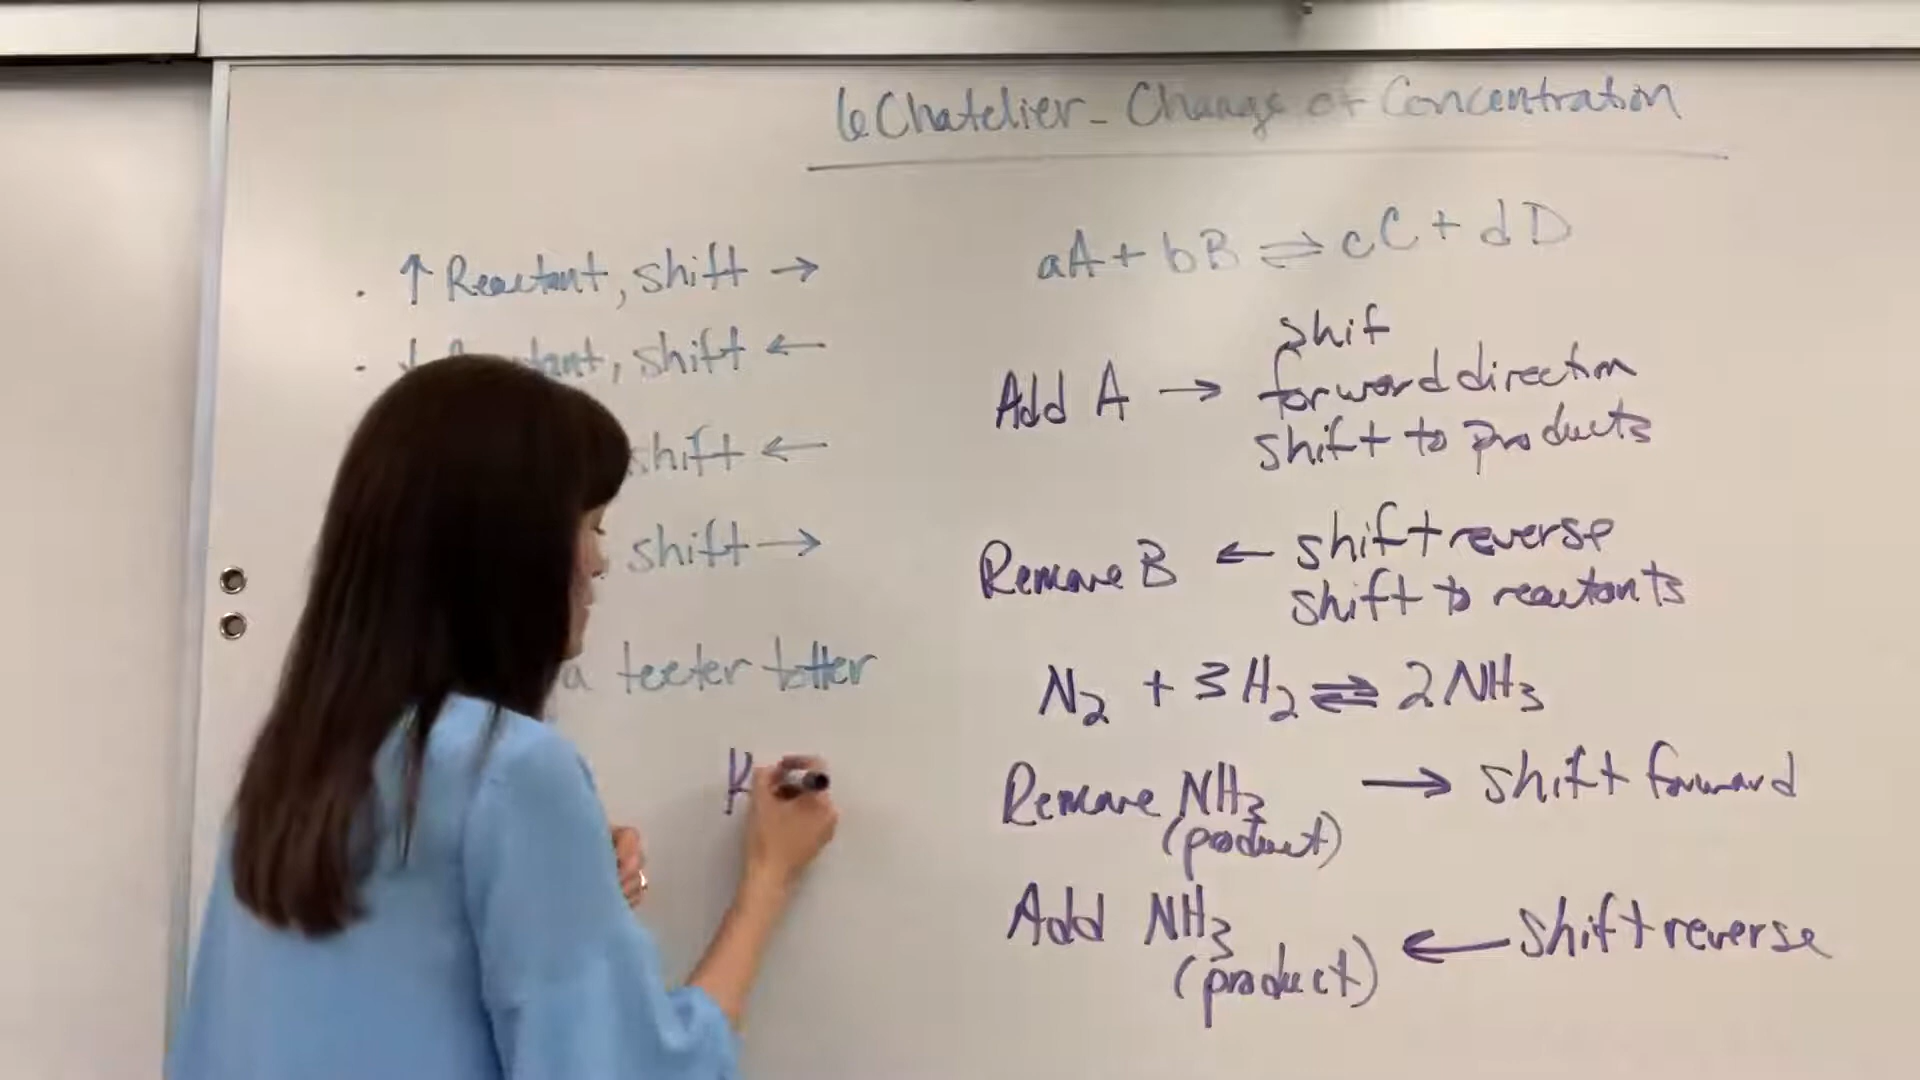 LeChatelier - Change of Concentration
· ↑ Reactant, shift →
· ↓ shift ←
shift ←
shift →
a teeter totter
K
aA + bB ⇌ cC + dD
Add A → shif
forword direction
shift to products
Remove B ← shift reverse
shift to reactants
N₂ + 3H₂ ⇌ 2NH₃
Remove NH₃ → shift forward
(product)
Add NH₃ ← shift reverse
(product)